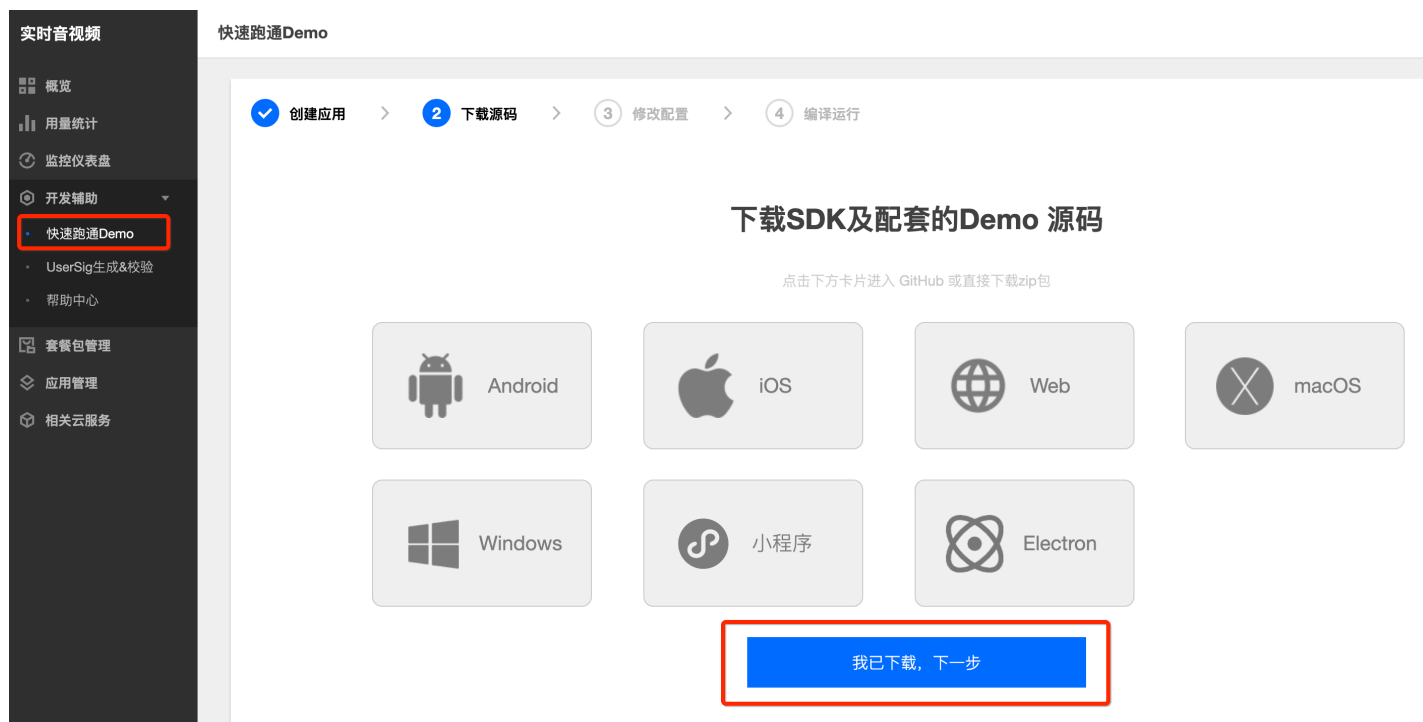 实时音视频
快速跑通Demo
概览
用量统计
监控仪表盘
开发辅助
快速跑通Demo
UserSig生成&校验
帮助中心
套餐包管理
应用管理
相关云服务
创建应用 2 下载源码 3 修改配置 4 编译运行
下载SDK及配套的Demo 源码
点击下方卡片进入 GitHub 或直接下载zip包
Android iOS Web macOS
Windows 小程序 Electron
我已下载，下一步